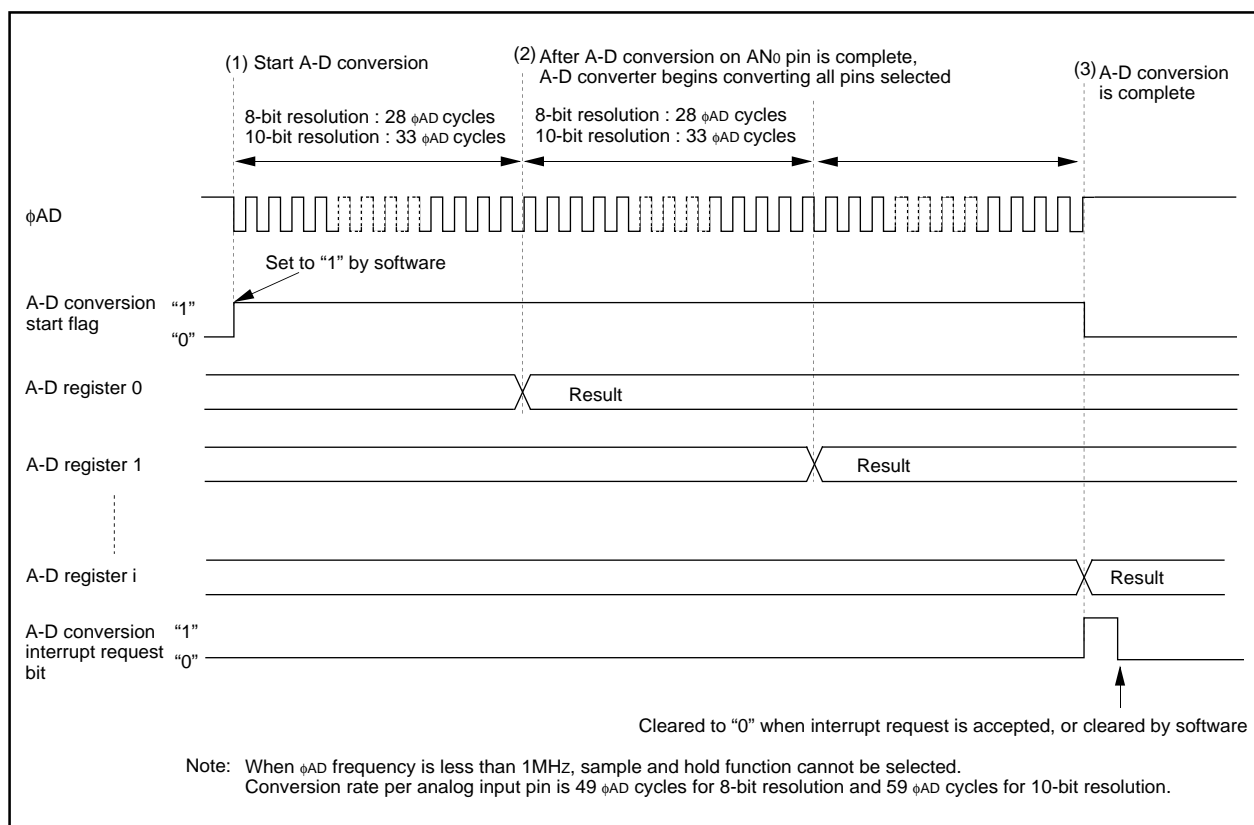 (1) Start A-D conversion
(2) After A-D conversion on AN0 pin is complete,
A-D converter begins converting all pins selected
(3) A-D conversion
is complete
8-bit resolution : 28 ϕAD cycles
10-bit resolution : 33 ϕAD cycles
8-bit resolution : 28 ϕAD cycles
10-bit resolution : 33 ϕAD cycles
ϕAD
Set to “1” by software
A-D conversion
start flag
“1”
“0”
A-D register 0
Result
A-D register 1
Result
A-D register i
Result
A-D conversion
interrupt request
bit
“1”
“0”
Cleared to “0” when interrupt request is accepted, or cleared by software
Note: When ϕAD frequency is less than 1MHz, sample and hold function cannot be selected.
Conversion rate per analog input pin is 49 ϕAD cycles for 8-bit resolution and 59 ϕAD cycles for 10-bit resolution.